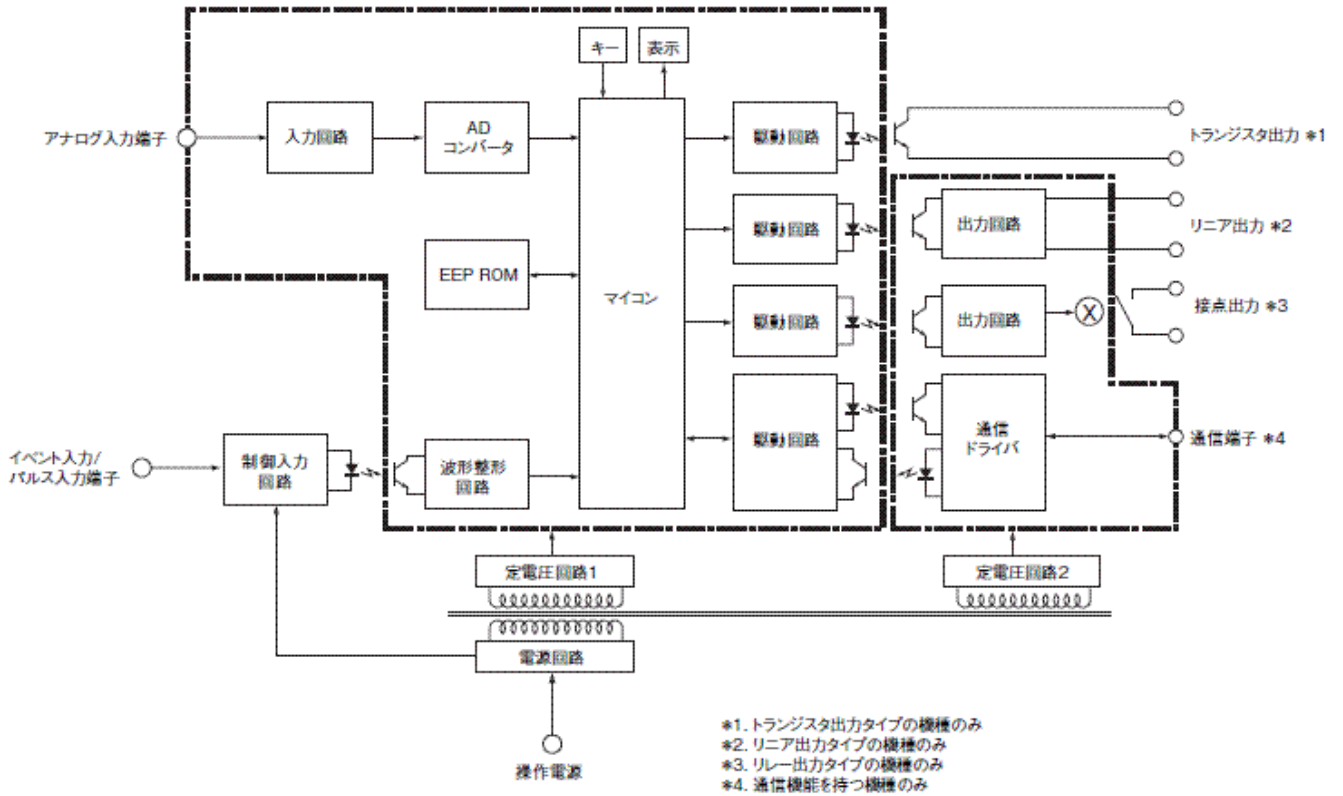 キー
表示
アナログ入力端子
入力回路
AD
コンバータ
駆動回路
トランジスタ出力 *1
駆動回路
出力回路
リニア出力 *2
EEP ROM
マイコン
駆動回路
出力回路
X
接点出力 *3
イベント入力/
パルス入力端子
制御入力
回路
波形整形
回路
駆動回路
通信
ドライバ
通信端子 *4
定電圧回路1
定電圧回路2
電源回路
操作電源
*1. トランジスタ出力タイプの機種のみ
*2. リニア出力タイプの機種のみ
*3. リレー出力タイプの機種のみ
*4. 通信機能を持つ機種のみ